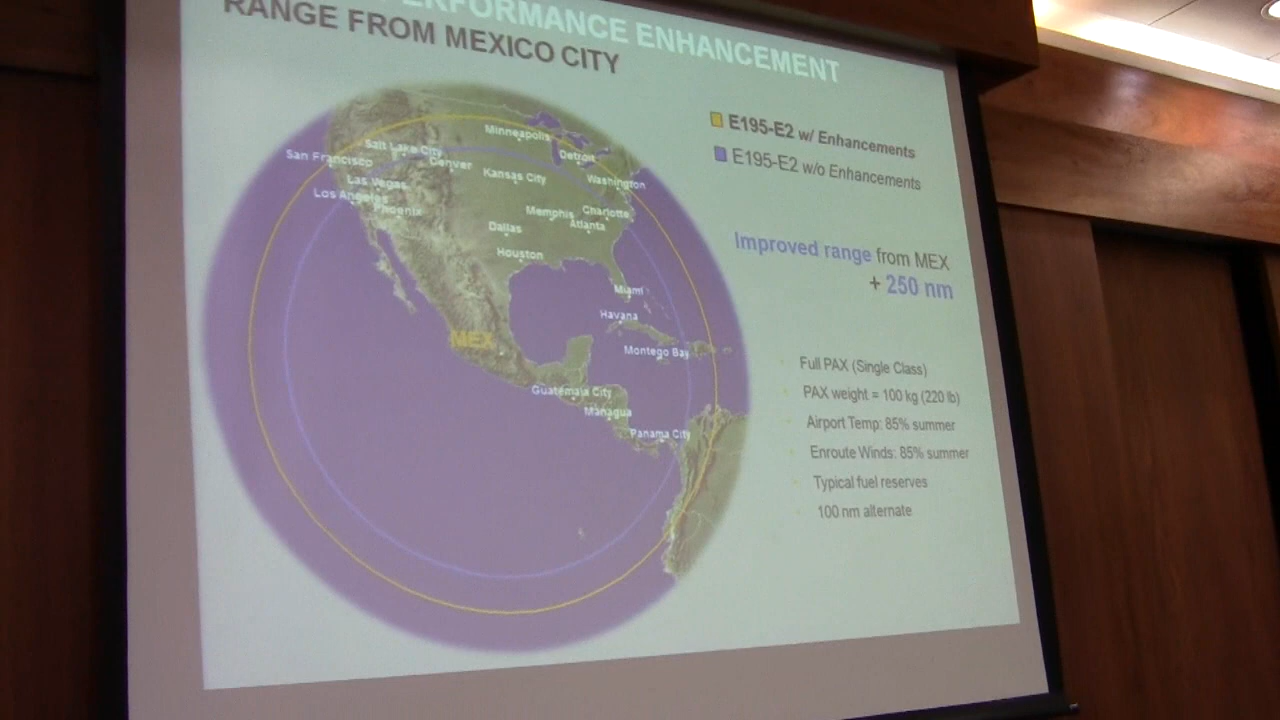 ERFORMANCE ENHANCEMENT
RANGE FROM MEXICO CITY
E195-E2 w/ Enhancements
E195-E2 w/o Enhancements
Improved range from MEX
+ 250 nm
Full PAX (Single Class)
PAX weight = 100 kg (220 lb)
Airport Temp: 85% summer
Enroute Winds: 85% summer
Typical fuel reserves
100 nm alternate
Minneapolis
Salt Lake City
Detroit
San Francisco
Denver
Kansas City
Washington
Las Vegas
Los Angeles
Phoenix
Memphis
Charlotte
Dallas
Atlanta
Houston
Miami
Havana
MEX
Montego Bay
Guatemala City
Managua
Panama City